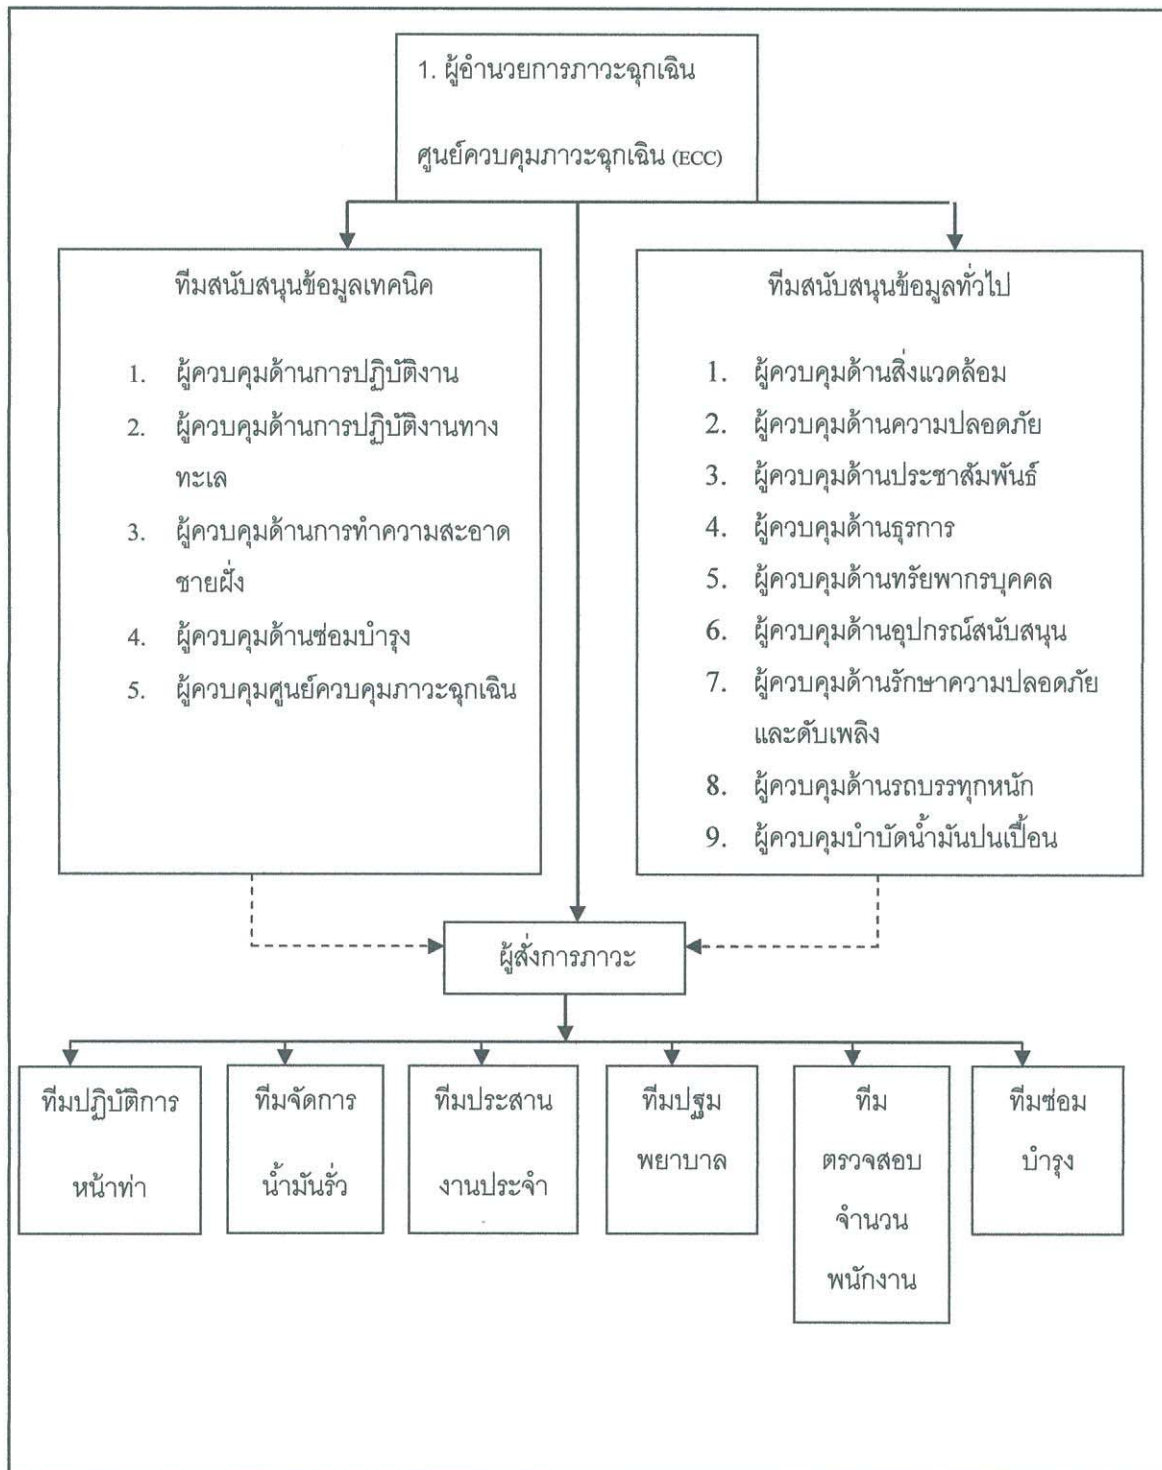 1. ผู้อำนวยการภาวะฉุกเฉิน
ศูนย์ควบคุมภาวะฉุกเฉิน (ECC)
ทีมสนับสนุนข้อมูลเทคนิค
1. ผู้ควบคุมด้านการปฏิบัติงาน
2. ผู้ควบคุมด้านการปฏิบัติงานทาง
ทะเล
3. ผู้ควบคุมด้านการทำความสะอาด
ชายฝั่ง
4. ผู้ควบคุมด้านซ่อมบำรุง
5. ผู้ควบคุมศูนย์ควบคุมภาวะฉุกเฉิน
ทีมสนับสนุนข้อมูลทั่วไป
1. ผู้ควบคุมด้านสิ่งแวดล้อม
2. ผู้ควบคุมด้านความปลอดภัย
3. ผู้ควบคุมด้านประชาสัมพันธ์
4. ผู้ควบคุมด้านธุรการ
5. ผู้ควบคุมด้านทรัยพากรบุคคล
6. ผู้ควบคุมด้านอุปกรณ์สนับสนุน
7. ผู้ควบคุมด้านรักษาความปลอดภัย
และดับเพลิง
8. ผู้ควบคุมด้านรถบรรทุกหนัก
9. ผู้ควบคุมบำบัดน้ำมันปนเปื้อน
ผู้สั่งการภาวะ
ทีมปฏิบัติการ
หน้าท่า
ทีมจัดการ
น้ำมันรั่ว
ทีมประสาน
งานประจำ
ทีมปฐม
พยาบาล
ทีม
ตรวจสอบ
จำนวน
พนักงาน
ทีมซ่อม
บำรุง